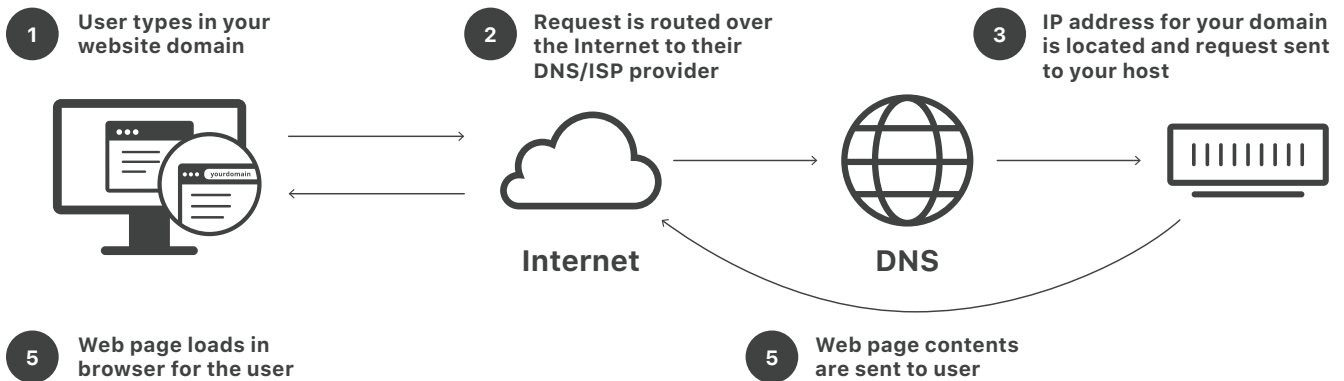 1
User types in your
website domain
2
Request is routed over
the Internet to their
DNS/ISP provider
3
IP address for your domain
is located and request sent
to your host
yourdomain
Internet
DNS
5
Web page loads in
browser for the user
5
Web page contents
are sent to user